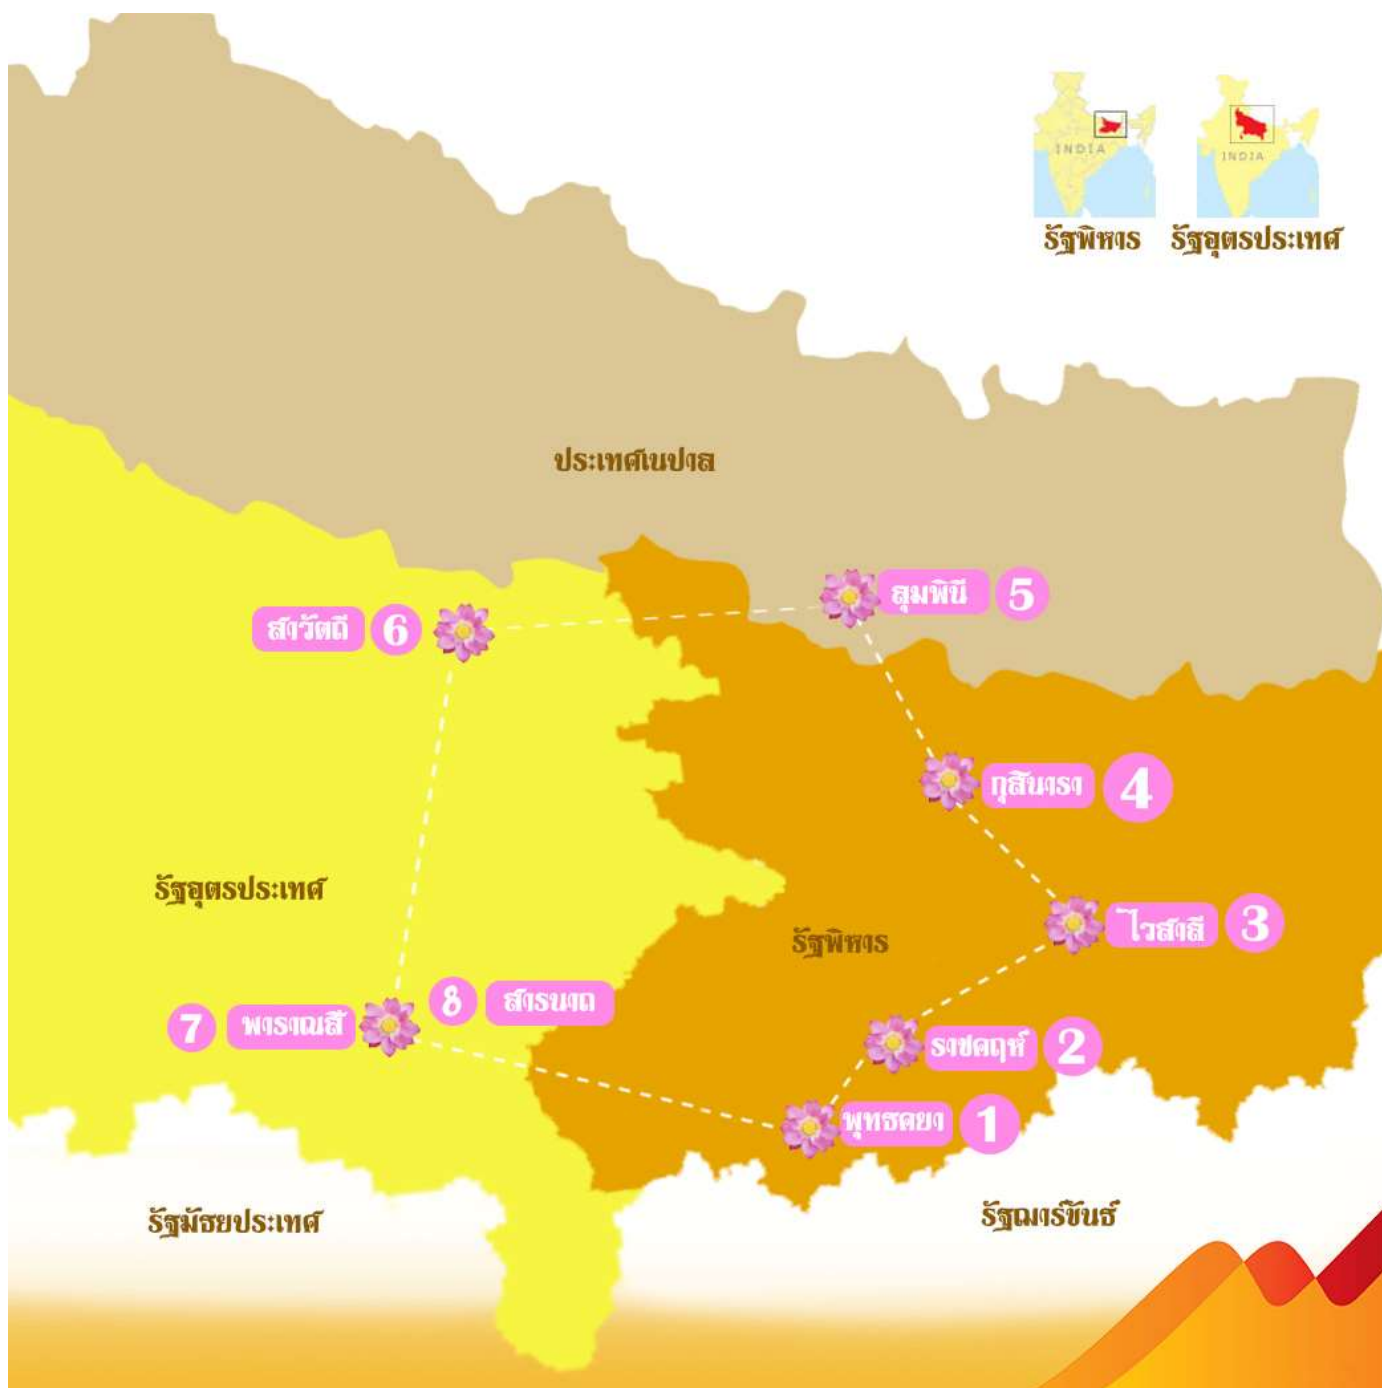 INDIA
INDIA
รัฐพิหาร
รัฐอุตรประเทศ
ประเทศเนปาล
ลุมพินี 5
สาวัตถี 6
กุสินารา 4
รัฐอุตรประเทศ
ไวสาลี 3
รัฐพิหาร
8 สารนาถ
7 พาราณสี
ราชคฤห์ 2
พุทธคยา 1
รัฐมัธยประเทศ
รัฐฌาร์ขันธ์